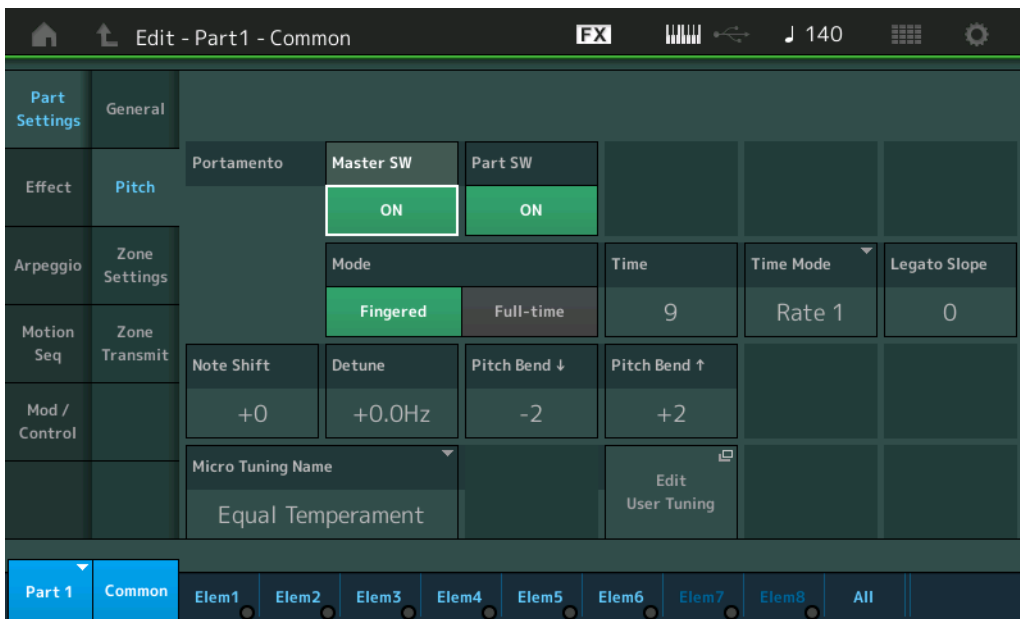 Edit - Part1 - Common
FX
♩ 140
Part
Settings
General
Effect
Pitch
Arpeggio
Zone
Settings
Motion
Seq
Zone
Transmit
Mod /
Control
Portamento
Master SW
Part SW
ON
ON
Mode
Time
Time Mode
Legato Slope
Fingered
Full-time
9
Rate 1
0
Note Shift
Detune
Pitch Bend ↓
Pitch Bend ↑
+0
+0.0Hz
-2
+2
Micro Tuning Name
Equal Temperament
Edit
User Tuning
Part 1
Common
Elem1
Elem2
Elem3
Elem4
Elem5
Elem6
Elem7
Elem8
All